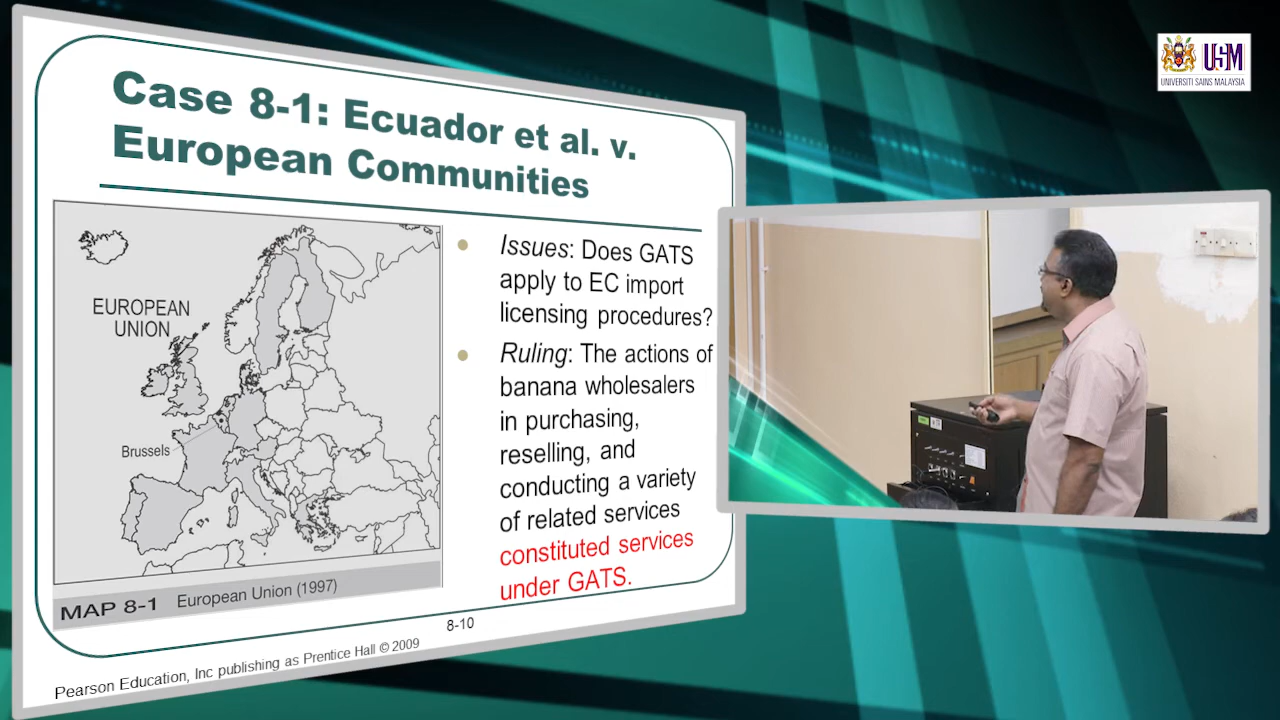 Case 8-1: Ecuador et al. v.
European Communities
EUROPEAN
UNION
Brussels
MAP 8-1 European Union (1997)
Issues: Does GATS
apply to EC import
licensing procedures?
Ruling: The actions of
banana wholesalers
in purchasing,
reselling, and
conducting a variety
of related services
constituted services
under GATS.
8-10
Pearson Education, Inc publishing as Prentice Hall © 2009
USM
UNIVERSITI SAINS MALAYSIA